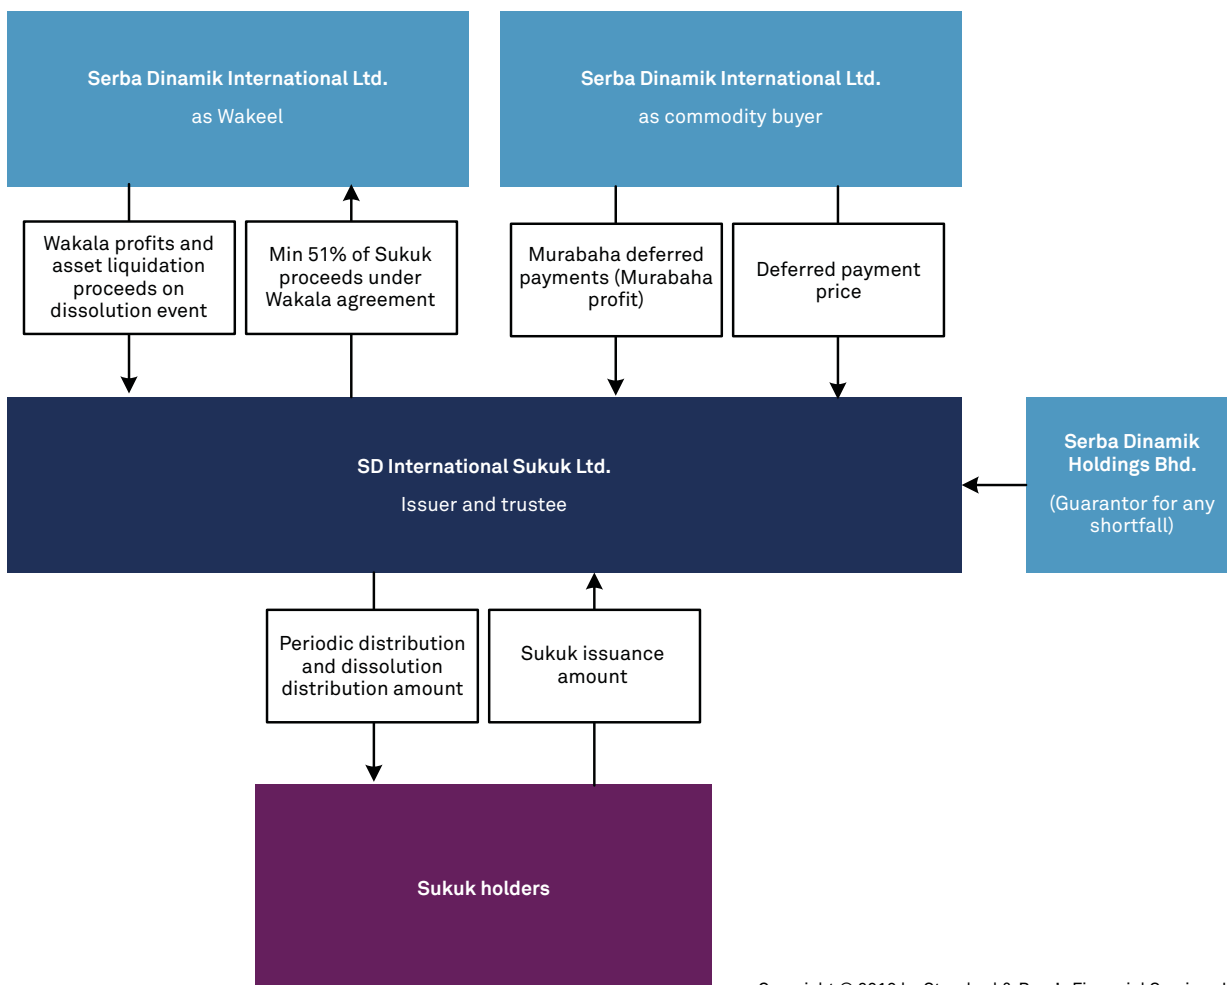 Serba Dinamik International Ltd.
as Wakeel
Serba Dinamik International Ltd.
as commodity buyer
Wakala profits and
asset liquidation
proceeds on
dissolution event
Min 51% of Sukuk
proceeds under
Wakala agreement
Murabaha deferred
payments (Murabaha
profit)
Deferred payment
price
SD International Sukuk Ltd.
Issuer and trustee
Serba Dinamik
Holdings Bhd.
(Guarantor for any
shortfall)
Periodic distribution
and dissolution
distribution amount
Sukuk issuance
amount
Sukuk holders